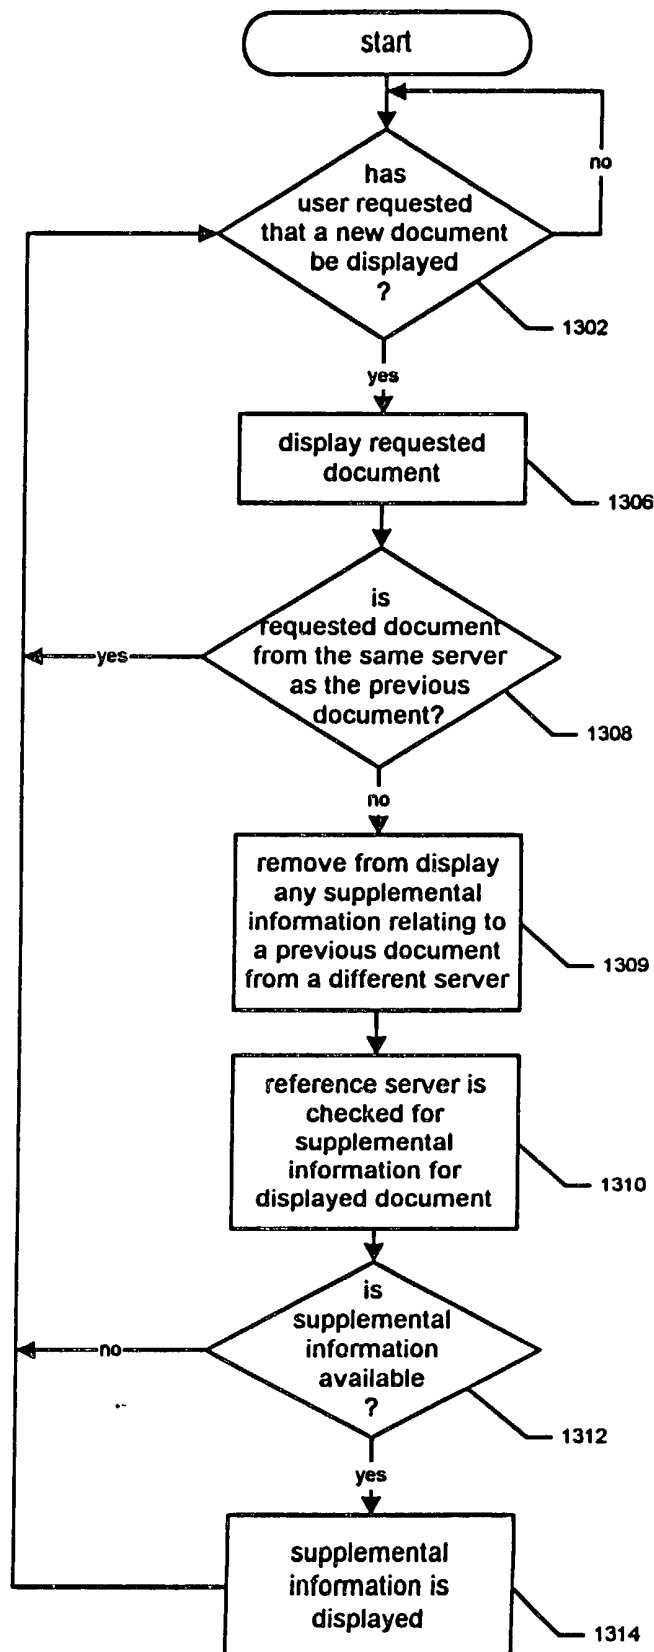 start
has
user requested
that a new document
be displayed
?
no
1302
yes
display requested
document
1306
is
requested document
from the same server
as the previous
document?
yes
1308
no
remove from display
any supplemental
information relating to
a previous document
from a different server
1309
reference server is
checked for
supplemental
information for
displayed document
1310
is
supplemental
information
available
?
no
1312
yes
supplemental
information is
displayed
1314